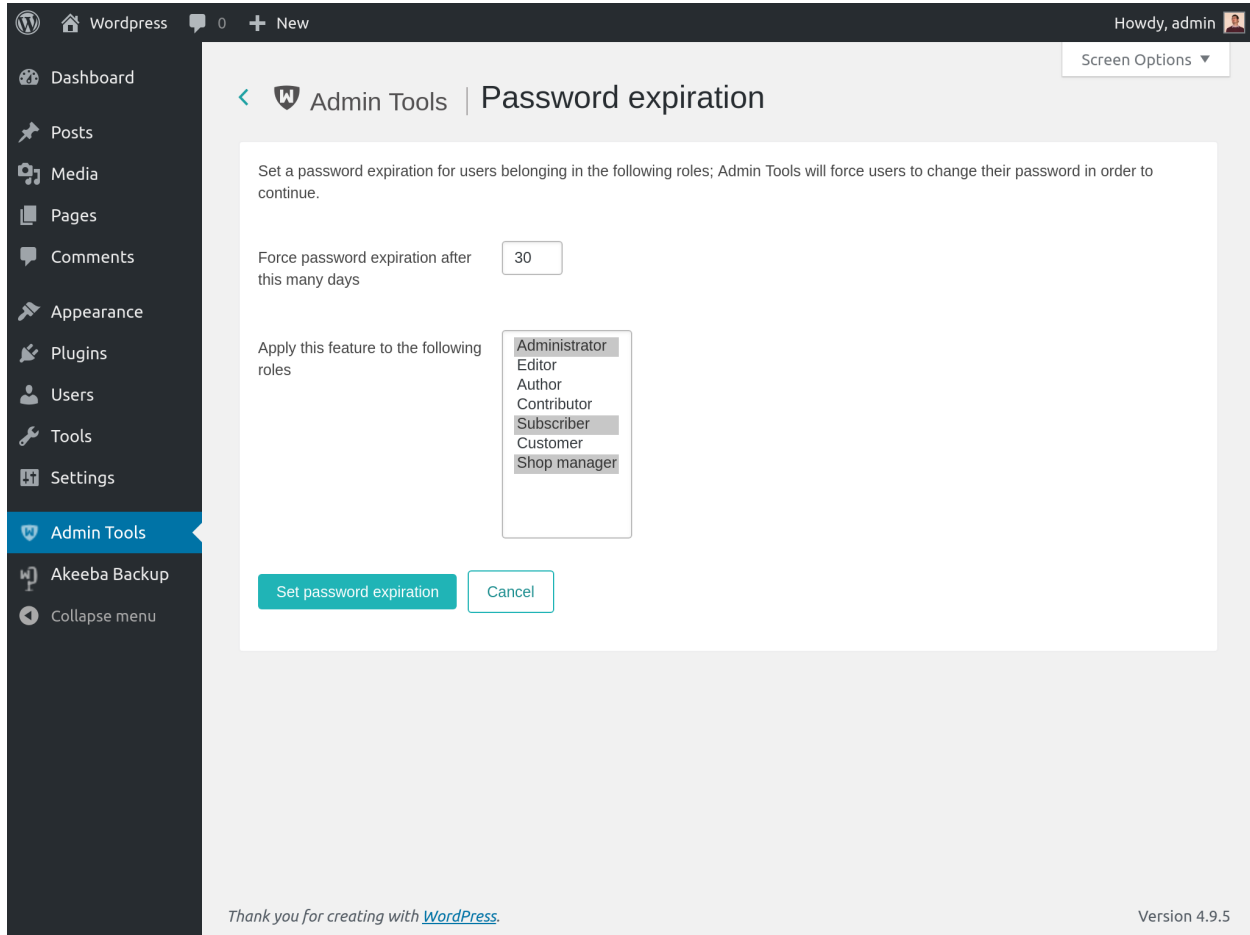 Wordpress 0 New Howdy, admin
Screen Options
Dashboard
Posts
Media
Pages
Comments
Appearance
Plugins
Users
Tools
Settings
Admin Tools
Akeeba Backup
Collapse menu
Admin Tools | Password expiration
Set a password expiration for users belonging in the following roles; Admin Tools will force users to change their password in order to
continue.
Force password expiration after
this many days
30
Apply this feature to the following
roles
Administrator
Editor
Author
Contributor
Subscriber
Customer
Shop manager
Set password expiration Cancel
Thank you for creating with WordPress. Version 4.9.5